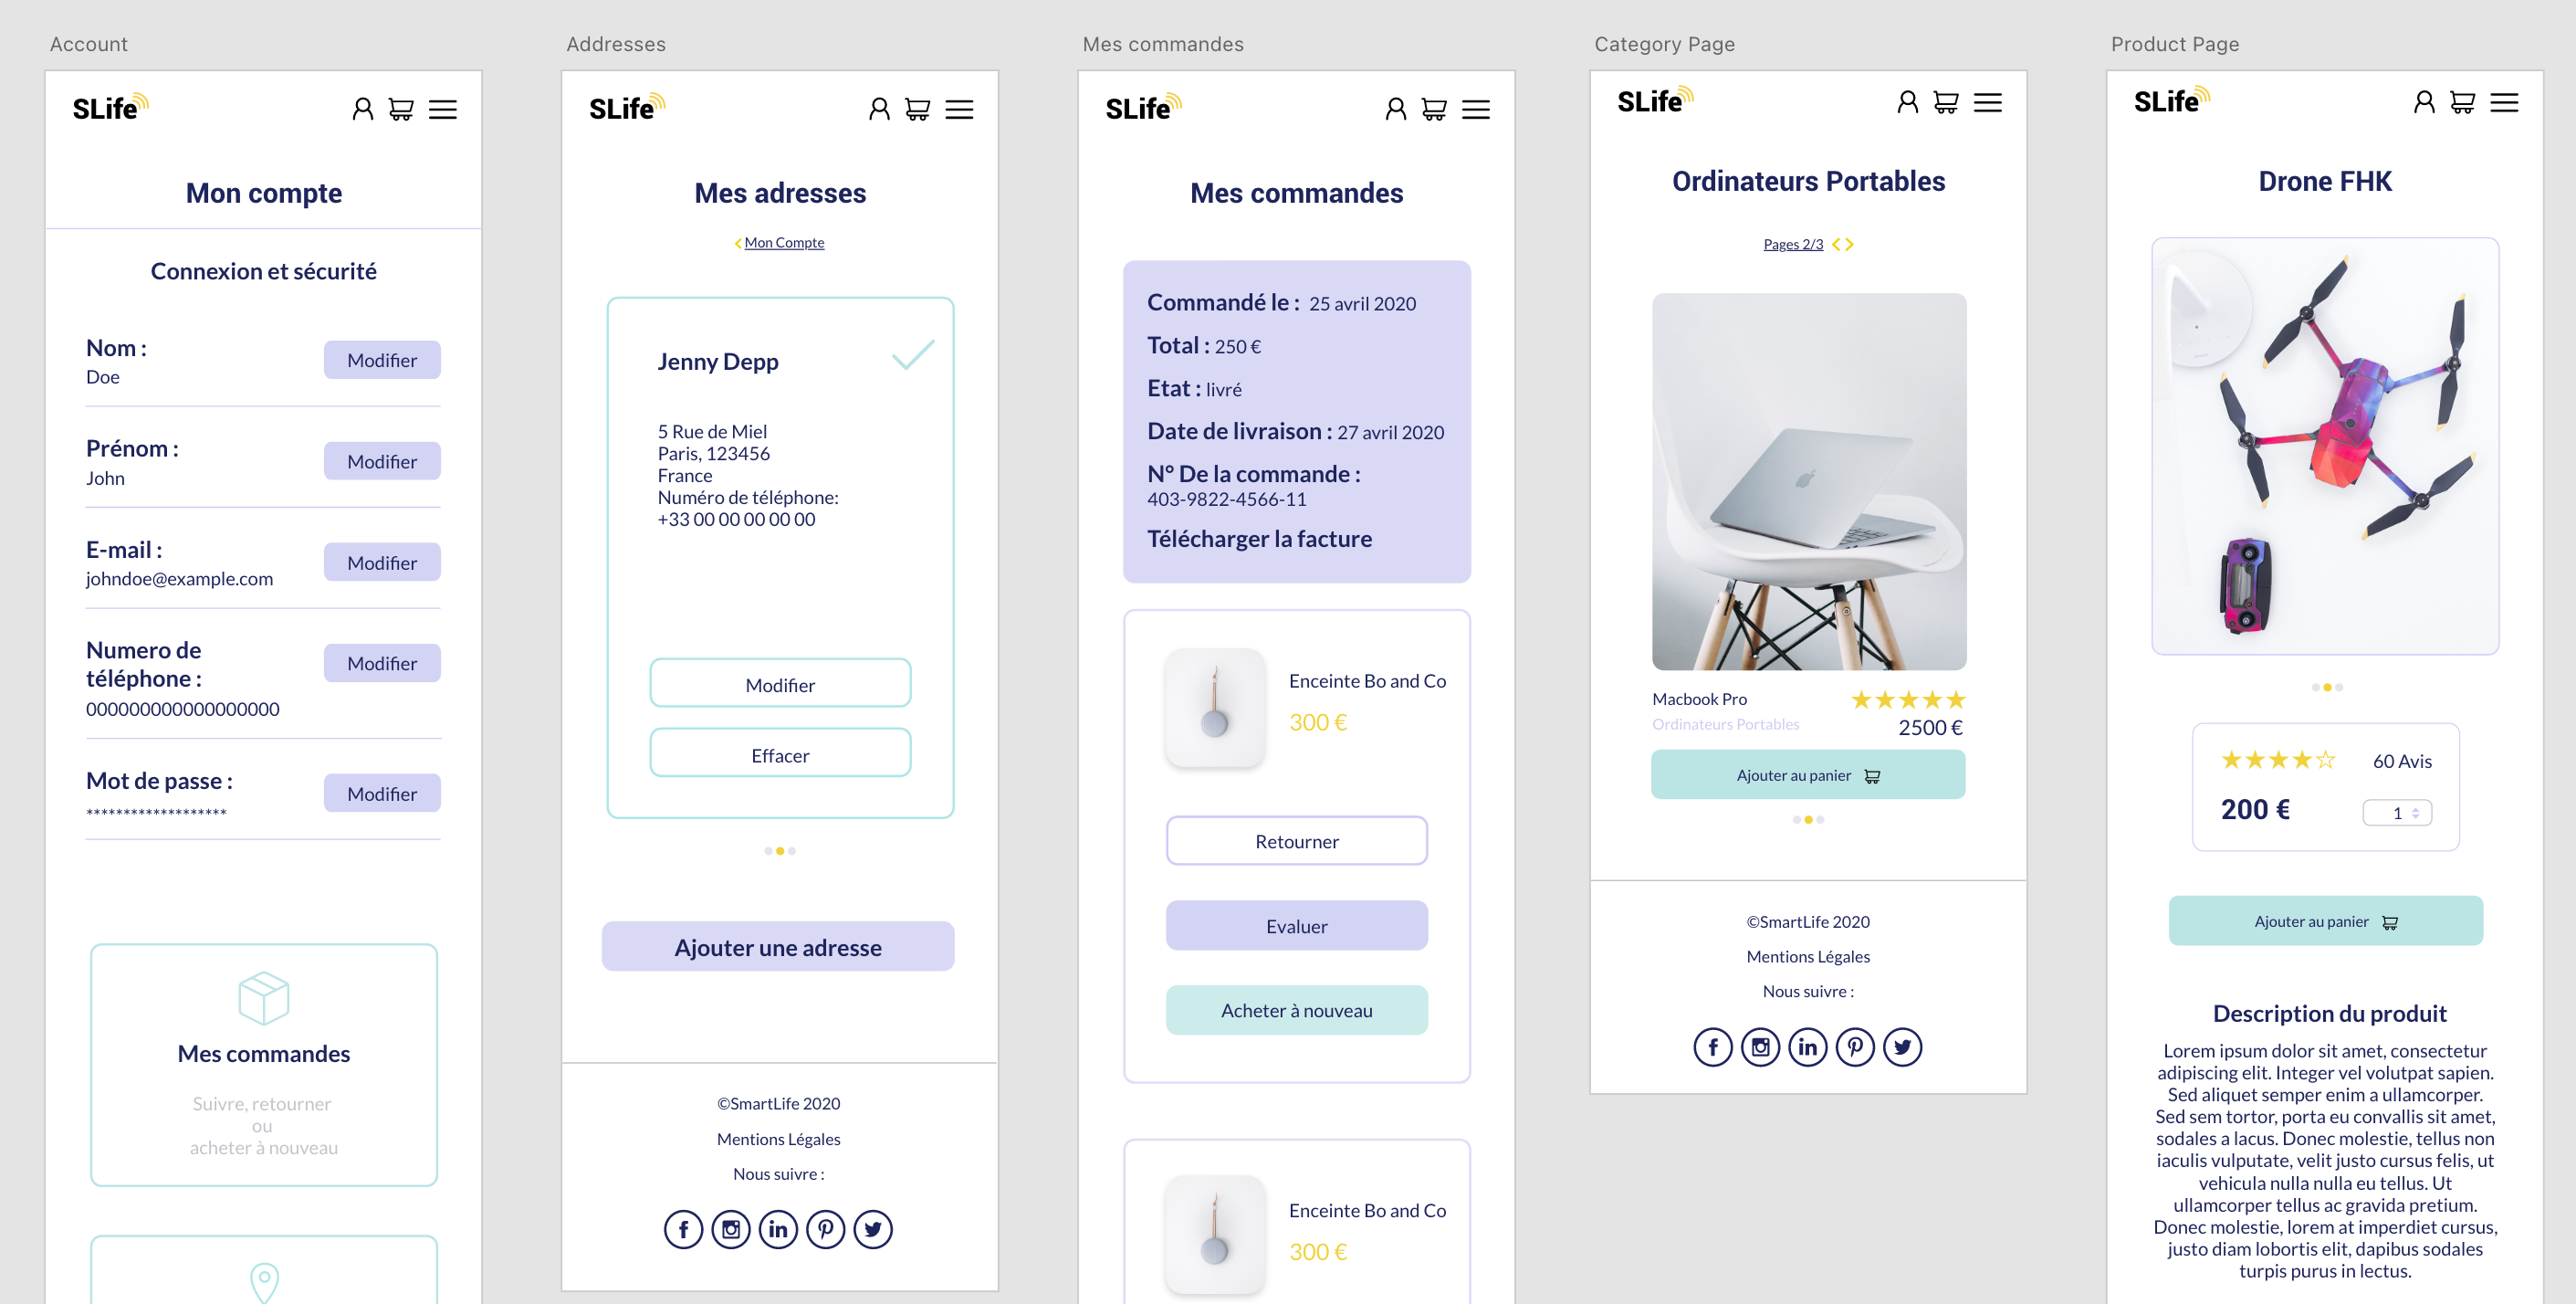 Account
SLife
Mon compte
Connexion et sécurité
Nom :
Doe
Modifier
Prénom :
John
Modifier
E-mail :
johndoe@example.com
Modifier
Numero de
téléphone :
000000000000000000
Modifier
Mot de passe :
*******************
Modifier
Mes commandes
Suivre, retourner
ou
acheter à nouveau
Addresses
SLife
Mes adresses
Mon Compte
Jenny Depp
5 Rue de Miel
Paris, 123456
France
Numéro de téléphone:
+33 00 00 00 00 00
Modifier
Effacer
Ajouter une adresse
©SmartLife 2020
Mentions Légales
Nous suivre :
Mes commandes
SLife
Mes commandes
Commandé le : 25 avril 2020
Total : 250 €
Etat : livré
Date de livraison : 27 avril 2020
N° De la commande :
403-9822-4566-11
Télécharger la facture
Enceinte Bo and Co
300 €
Retourner
Evaluer
Acheter à nouveau
Enceinte Bo and Co
300 €
Category Page
SLife
Ordinateurs Portables
Pages 2/3
Macbook Pro
Ordinateurs Portables
2500 €
Ajouter au panier
©SmartLife 2020
Mentions Légales
Nous suivre :
Product Page
SLife
Drone FHK
60 Avis
200 €
1
Ajouter au panier
Description du produit
Lorem ipsum dolor sit amet, consectetur
adipiscing elit. Integer vel volutpat sapien.
Sed aliquet semper enim a ullamcorper.
Sed sem tortor, porta eu convallis sit amet,
sodales a lacus. Donec molestie, tellus non
iaculis vulputate, velit justo cursus felis, ut
vehicula nulla nulla eu tellus. Ut
ullamcorper tellus ac gravida pretium.
Donec molestie, lorem at imperdiet cursus,
justo diam lobortis elit, dapibus sodales
turpis purus in lectus.